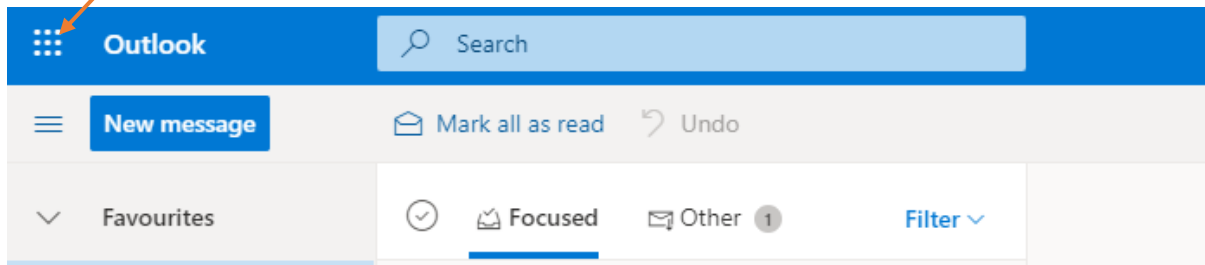 Outlook Search
New message Mark all as read Undo
Favourites Focused Other 1 Filter